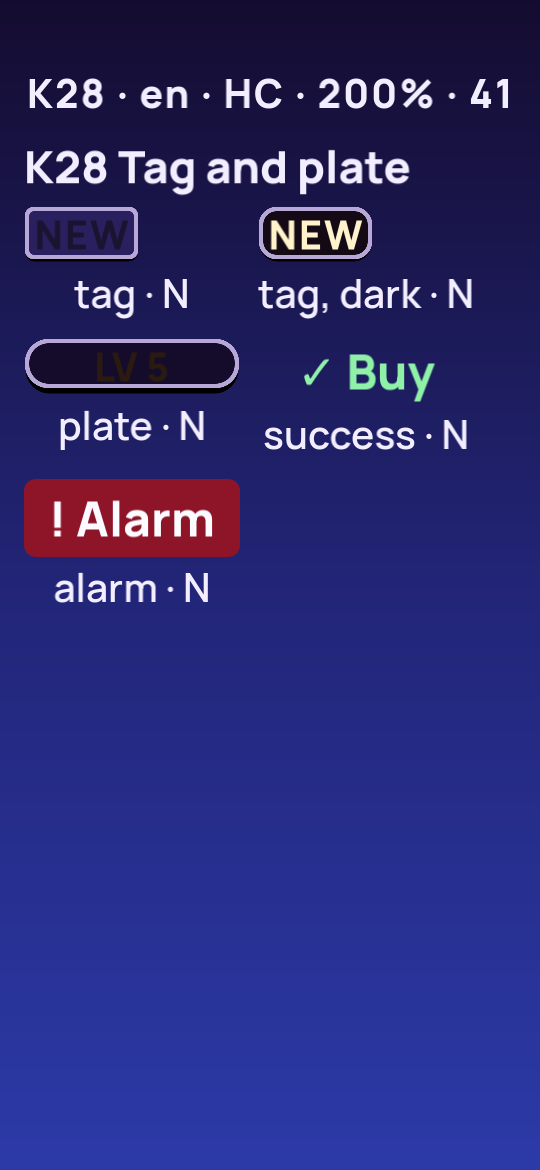 K28 · en · HC · 200% · 41
K28 Tag and plate
NEW NEW
tag · N tag, dark · N
LV 5 ✓ Buy
plate · N success · N
! Alarm
alarm · N